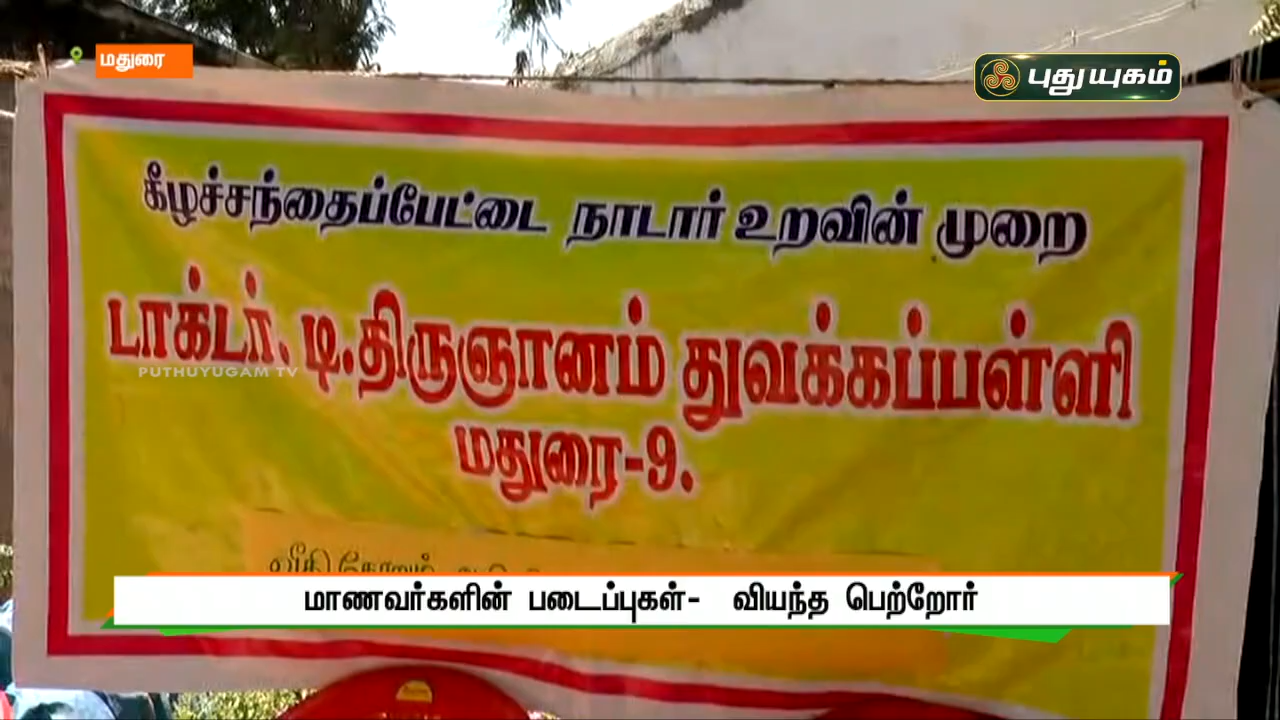 மதுரை
புதுயுகம்
கீழச்சந்தைப்பேட்டை நாடார் உறவின் முறை
டாக்டர். டி.திருஞானம் துவக்கப்பள்ளி
PUTHUYUGAM TV
மதுரை-9.
வீதி தோறும்
மாணவர்களின் படைப்புகள்- வியந்த பெற்றோர்